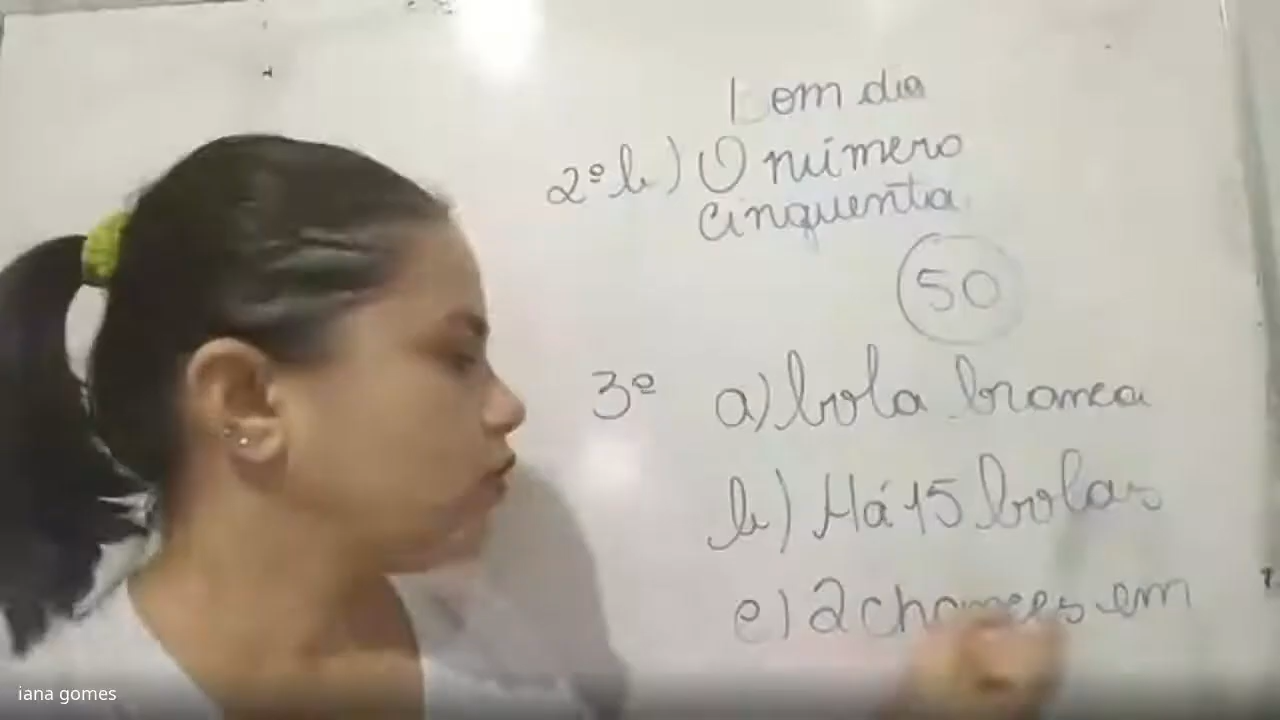 Bom dia
2º b) O número
cinquenta
50
3º a) bola branca
b) Há 15 bolas
c) 2 chances em
iana gomes